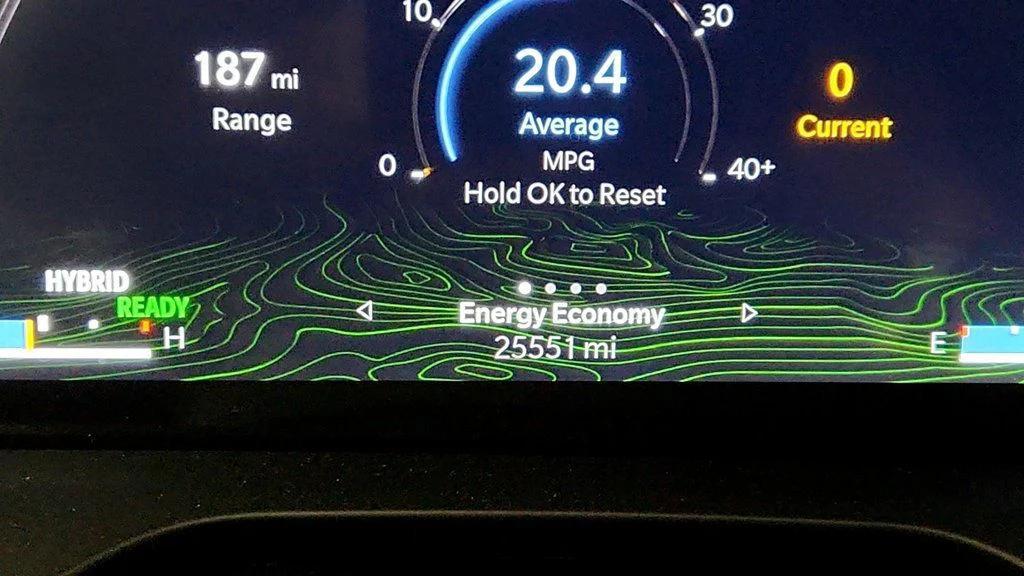 10
30
187 mi
Range
20.4
Average
MPG
Hold OK to Reset
0
Current
0
40+
HYBRID
READY
H
Energy Economy
25551 mi
E